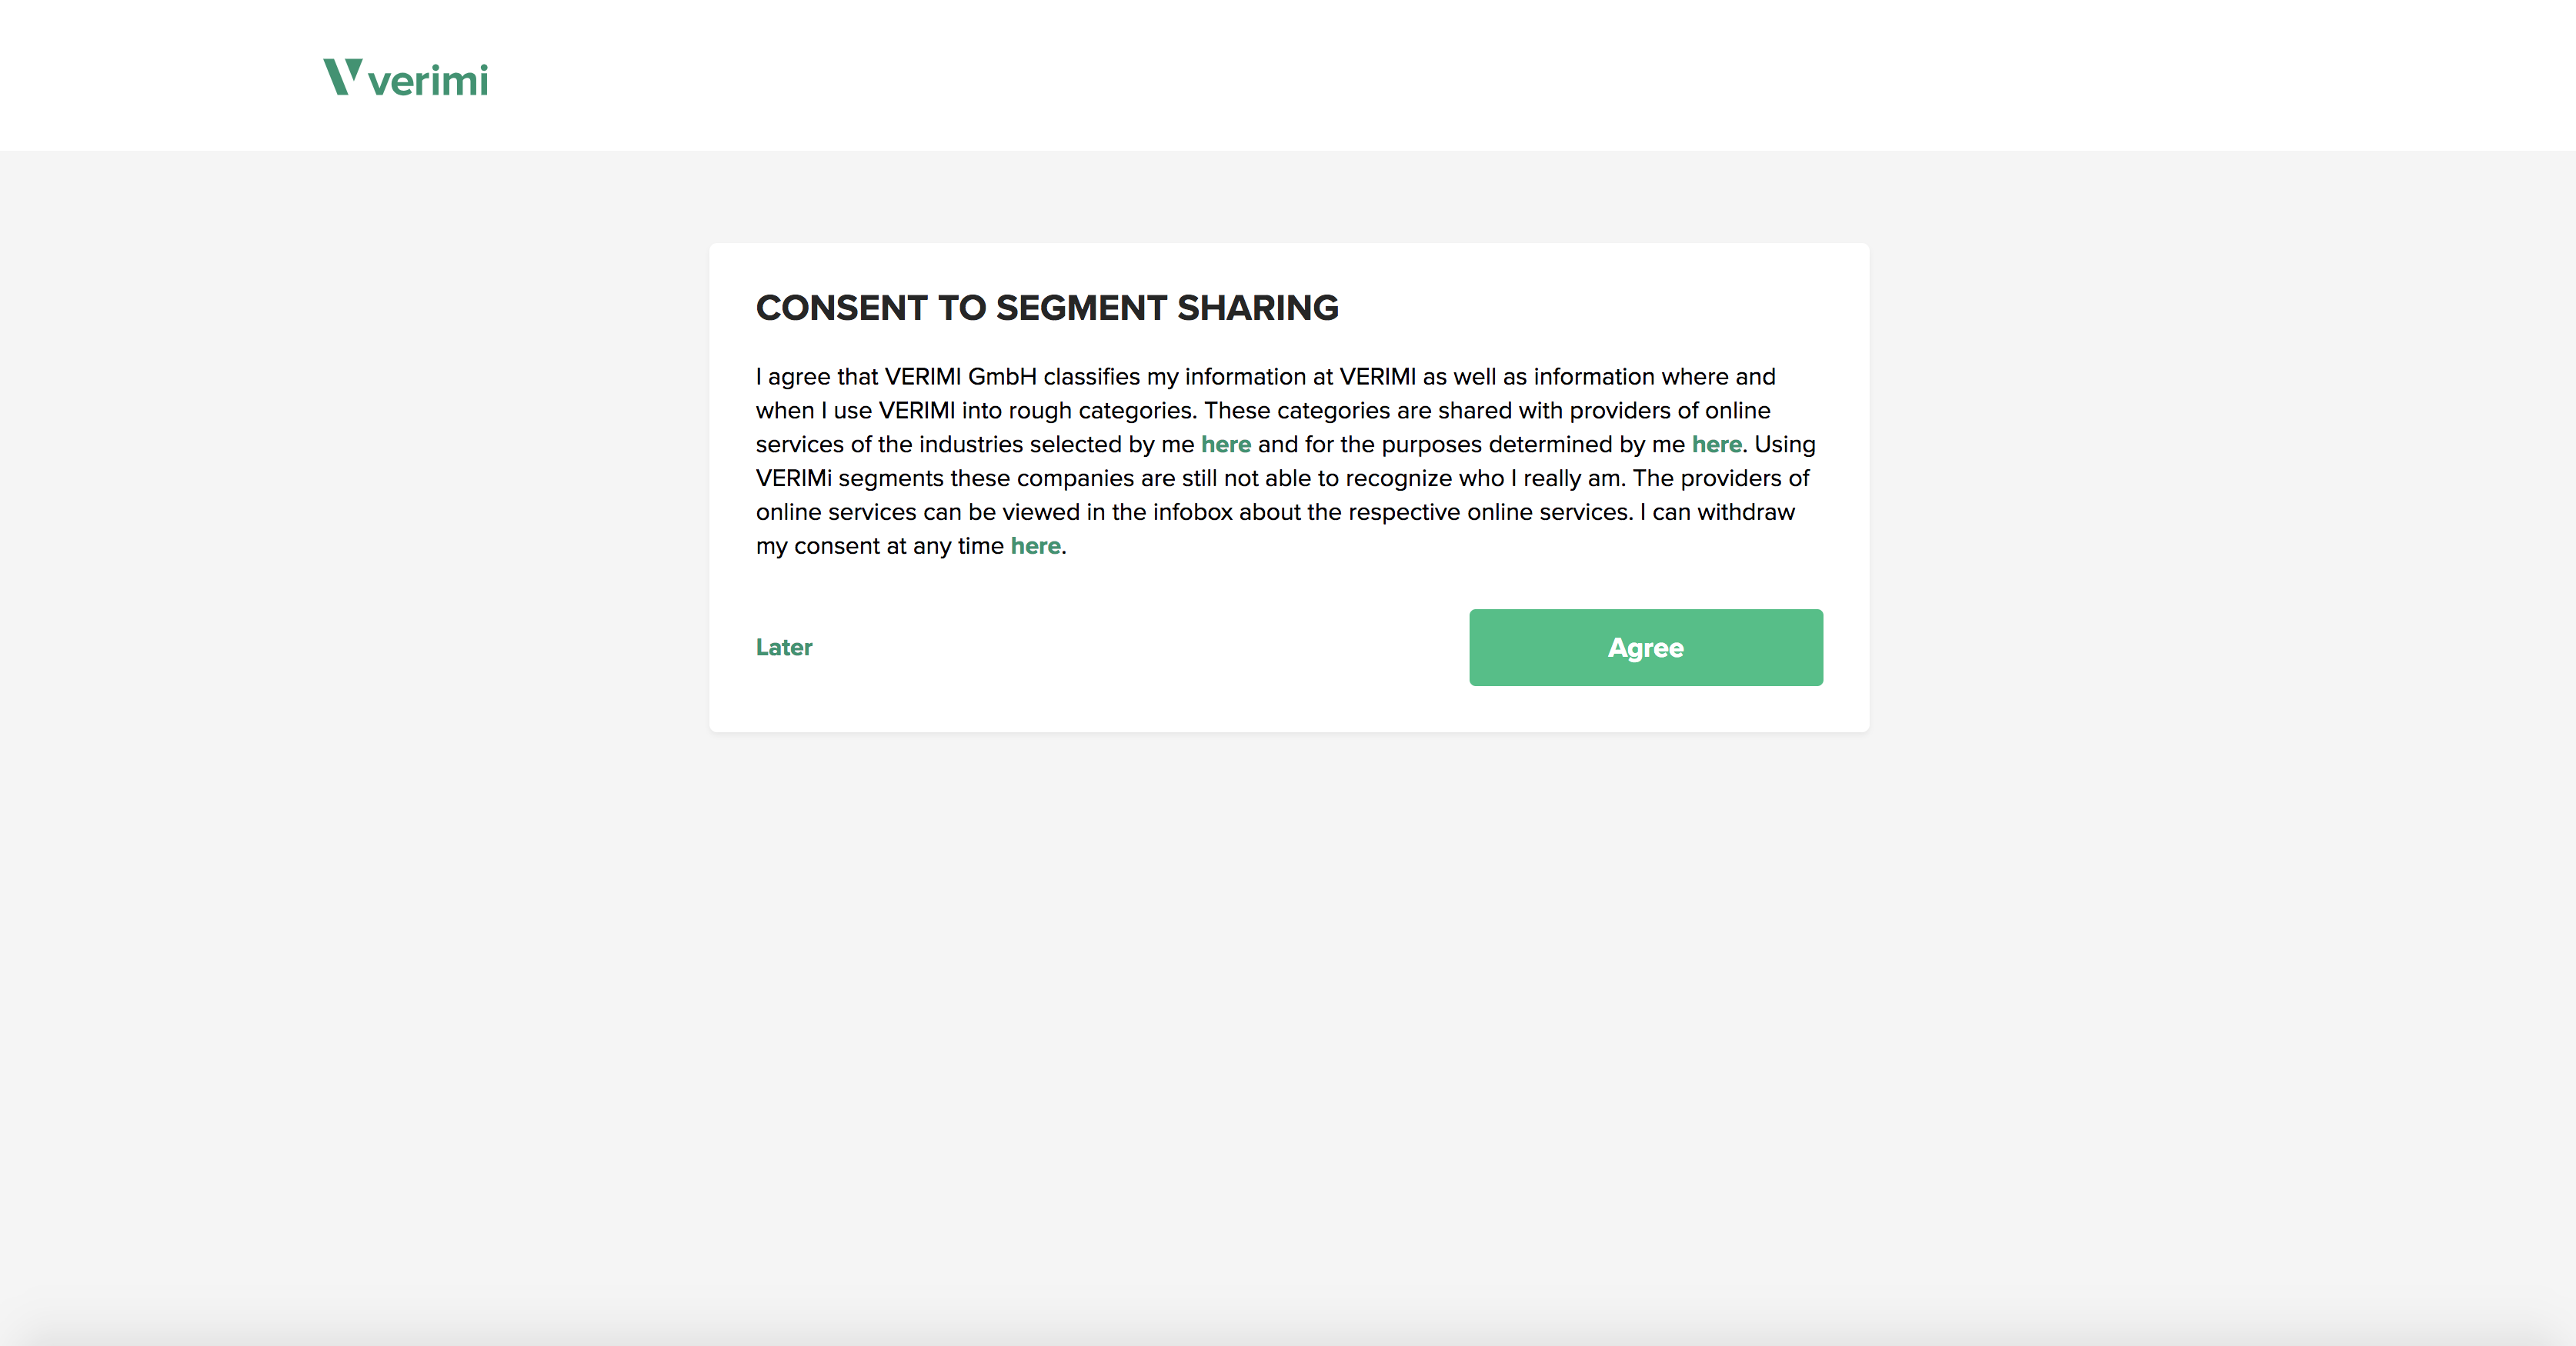 verimi
CONSENT TO SEGMENT SHARING
I agree that VERIMI GmbH classifies my information at VERIMI as well as information where and
when I use VERIMI into rough categories. These categories are shared with providers of online
services of the industries selected by me here and for the purposes determined by me here. Using
VERIMi segments these companies are still not able to recognize who I really am. The providers of
online services can be viewed in the infobox about the respective online services. I can withdraw
my consent at any time here.
Later
Agree